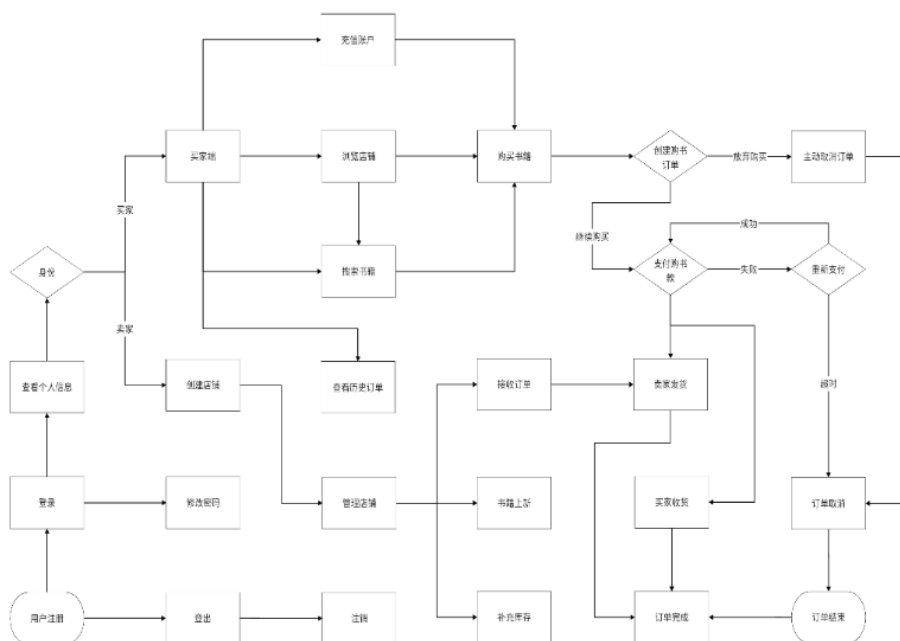 充值账户
买家端
浏览店铺
购买书籍
创建购书
订单
放弃购买
主动取消订单
买家
继续购买
成功
身份
搜索书籍
支付购书
款
失败
重新支付
卖家
查看个人信息
创建店铺
查看历史订单
接收订单
卖家发货
超时
登录
修改密码
管理店铺
书籍上新
买家收货
订单取消
用户注册
登出
注销
补充库存
订单完成
订单结束